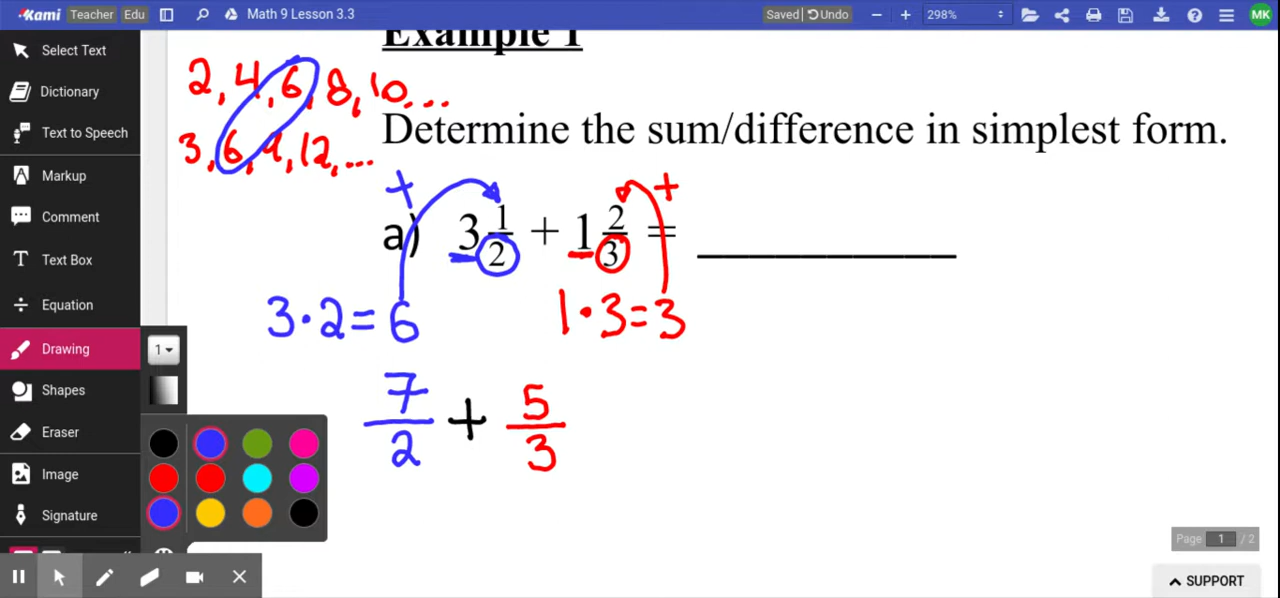 Kami Teacher Edu Math 9 Lesson 3.3 Saved Undo − + 298% MK
Select Text
Dictionary
Text to Speech
Markup
Comment
Text Box
Equation
Drawing
Shapes
Eraser
Image
Signature
1
Example 1
2, 4, 6, 8, 10, ...
3, 6, 9, 12, ...
Determine the sum/difference in simplest form.
+ +
a) 3 1/2 + 1 2/3 = ____________
3 · 2 = 6 1 · 3 = 3
7/2 + 5/3
Page 1 / 2
SUPPORT